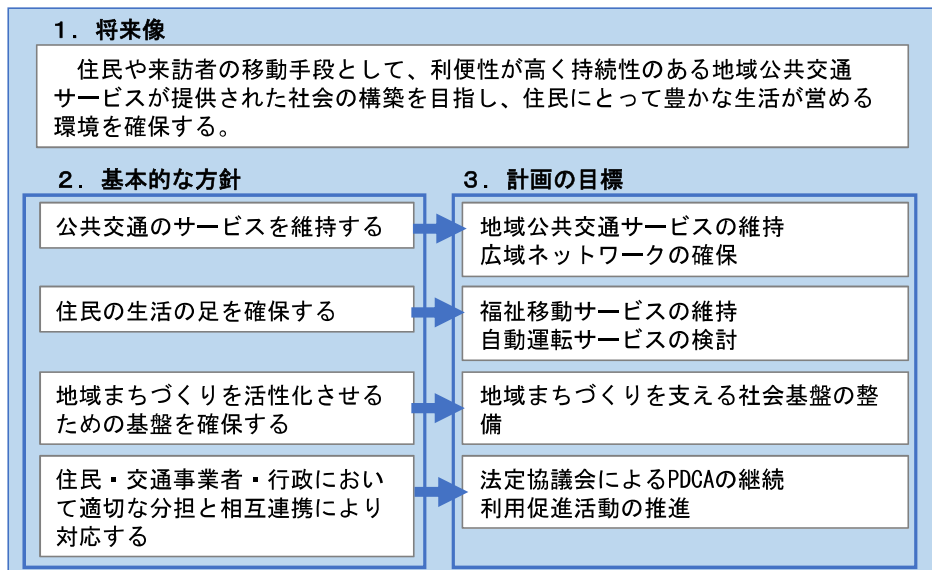 1．将来像
住民や来訪者の移動手段として、利便性が高く持続性のある地域公共交通
サービスが提供された社会の構築を目指し、住民にとって豊かな生活が営める
環境を確保する。
2．基本的な方針
公共交通のサービスを維持する
住民の生活の足を確保する
地域まちづくりを活性化させる
ための基盤を確保する
住民・交通事業者・行政におい
て適切な分担と相互連携により
対応する
3．計画の目標
地域公共交通サービスの維持
広域ネットワークの確保
福祉移動サービスの維持
自動運転サービスの検討
地域まちづくりを支える社会基盤の整
備
法定協議会によるPDCAの継続
利用促進活動の推進